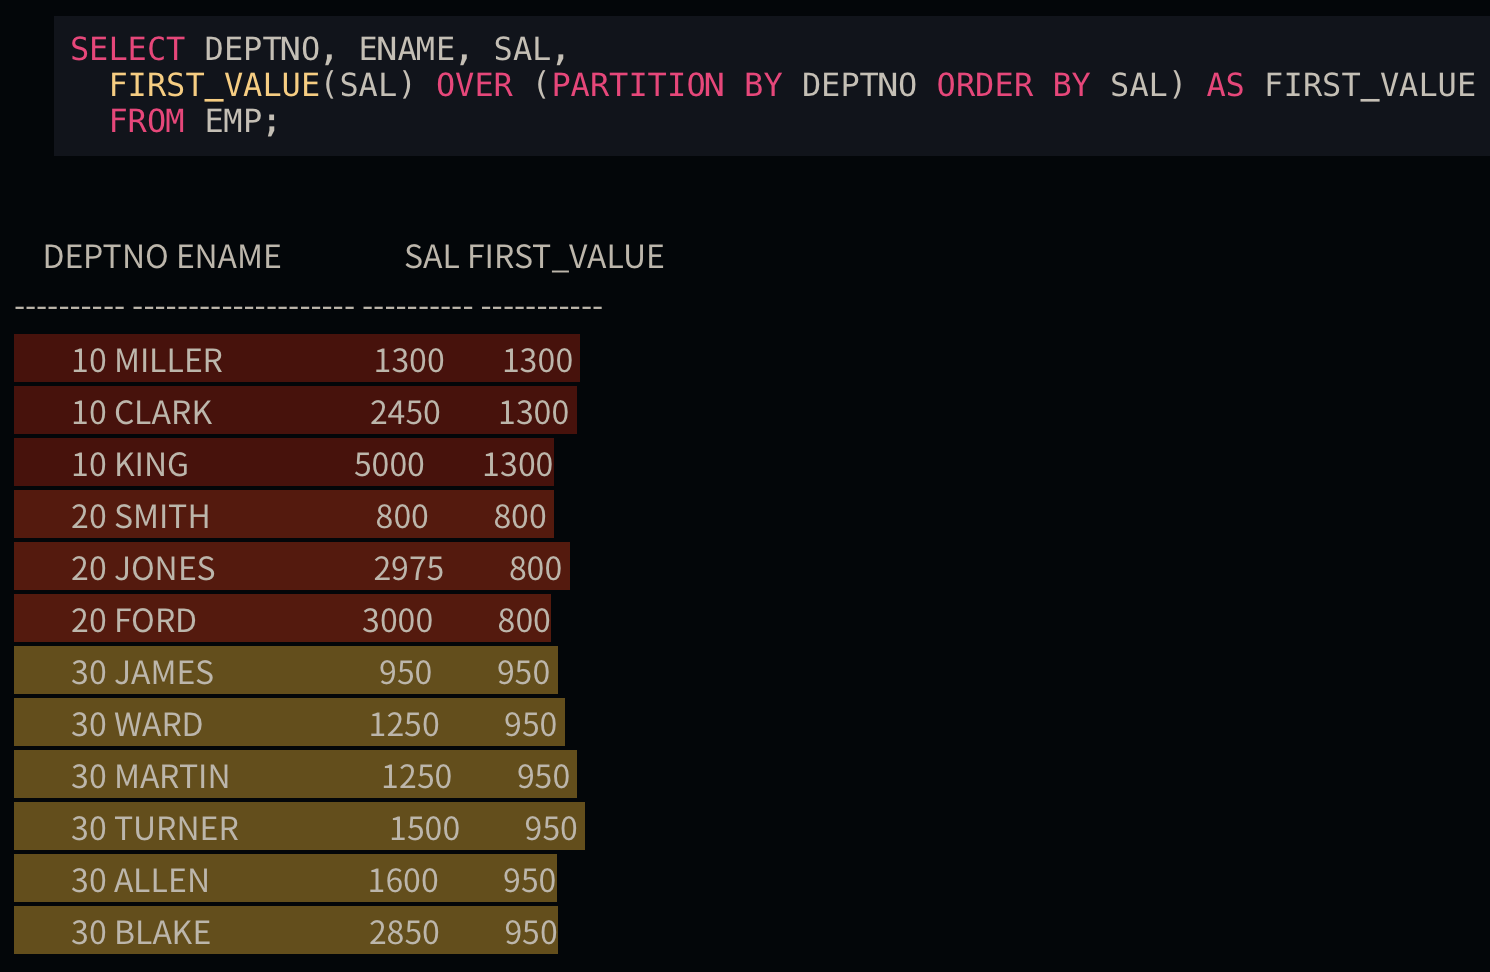 SELECT DEPTNO, ENAME, SAL,
FIRST_VALUE(SAL) OVER (PARTITION BY DEPTNO ORDER BY SAL) AS FIRST_VALUE
FROM EMP;
DEPTNO ENAME SAL FIRST_VALUE
---------- -------------------- ---------- -----------
10 MILLER 1300 1300
10 CLARK 2450 1300
10 KING 5000 1300
20 SMITH 800 800
20 JONES 2975 800
20 FORD 3000 800
30 JAMES 950 950
30 WARD 1250 950
30 MARTIN 1250 950
30 TURNER 1500 950
30 ALLEN 1600 950
30 BLAKE 2850 950